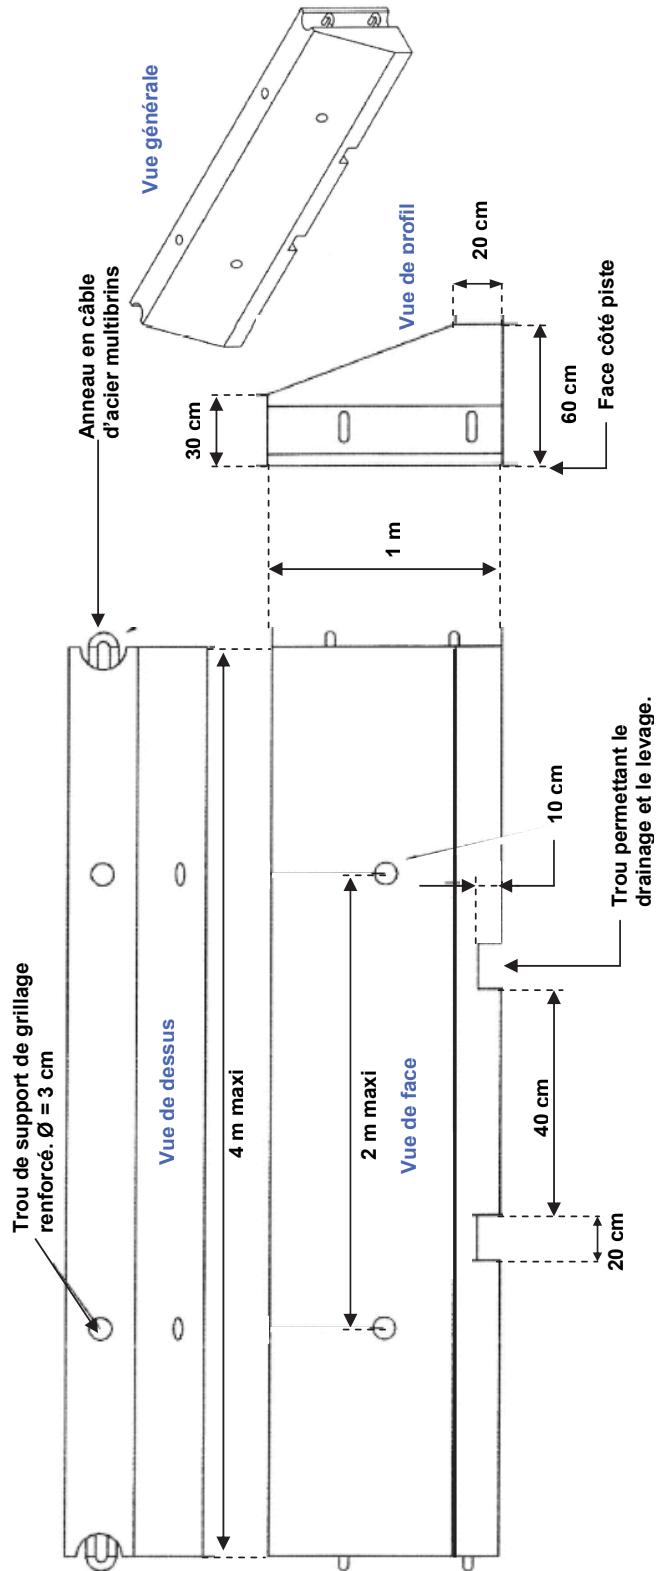 Trou de support de grillage
renforcé. Ø = 3 cm
Anneau en câble
d'acier multibrins
Vue générale
Vue de dessus
4 m maxi
2 m maxi
Vue de face
1 m
30 cm
Vue de profil
20 cm
60 cm
Face côté piste
10 cm
40 cm
20 cm
Trou permettant le
drainage et le levage.